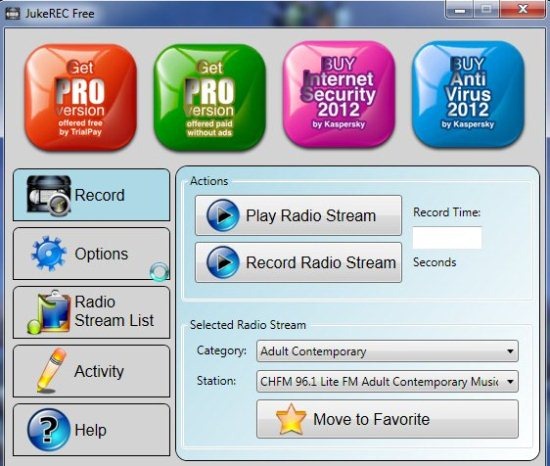 JukeREC Free
Get
PRO
version
offered free
by TrialPay
Get
PRO
version
offered paid
without ads
BUY
Internet
Security
2012
by Kaspersky
BUY
Anti
Virus
2012
by Kaspersky
Record
Options
Radio
Stream List
Activity
Help
Actions
Play Radio Stream
Record Time:
Record Radio Stream
Seconds
Selected Radio Stream
Category: Adult Contemporary
Station: CHFM 96.1 Lite FM Adult Contemporary Music
Move to Favorite